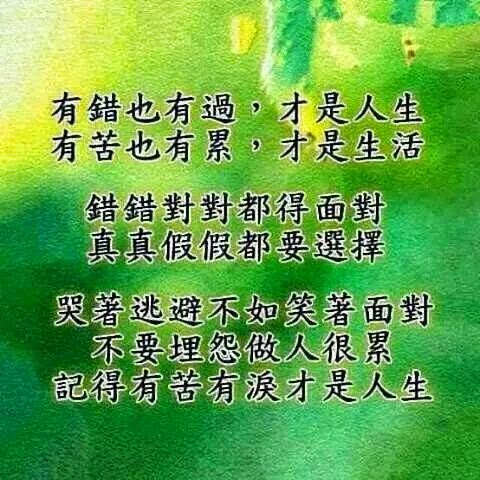 有錯也有過，才是人生
有苦也有累，才是生活
錯錯對對都得面對
真真假假都要選擇
哭著逃避不如笑著面對
不要埋怨做人很累
記得有苦有淚才是人生